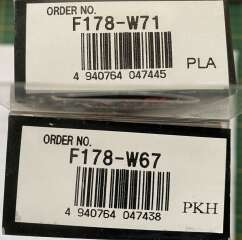 ORDER NO.
F178-W71
4 940764 047445
PLA
ORDER NO.
F178-W67
4 940764 047438
PKH